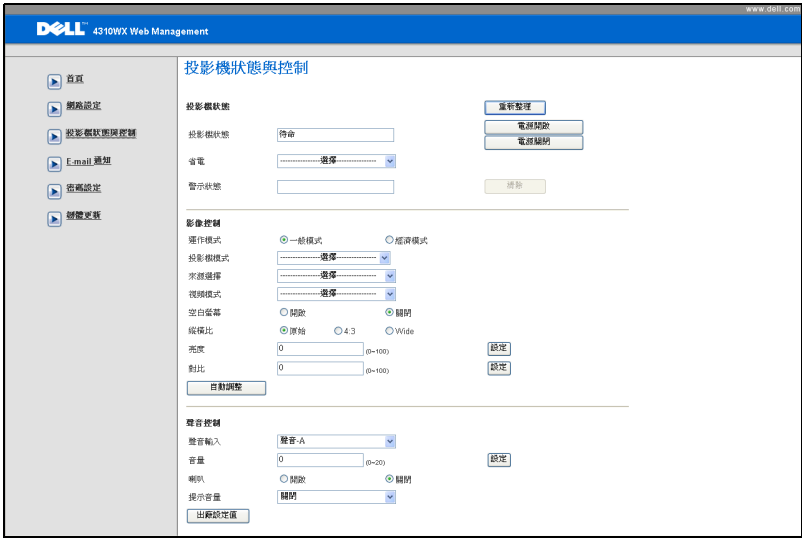 www.dell.com
DELL™ 4310WX Web Management
首頁
網路設定
投影機狀態與控制
E-mail 通知
密碼設定
韌體更新
投影機狀態與控制
投影機狀態 重新整理
投影機狀態 待命 電源開啟
電源關閉
省電 ---------------選擇---------------
警示狀態 清除
影像控制
運作模式 一般模式 經濟模式
投影機模式 ---------------選擇---------------
來源選擇 ---------------選擇---------------
視頻模式 ---------------選擇---------------
空白螢幕 開啟 關閉
縱橫比 原始 4:3 Wide
亮度 0 (0~100) 設定
對比 0 (0~100) 設定
自動調整
聲音控制
聲音輸入 聲音-A
音量 0 (0~20) 設定
喇叭 開啟 關閉
提示音量 關閉
出廠設定值